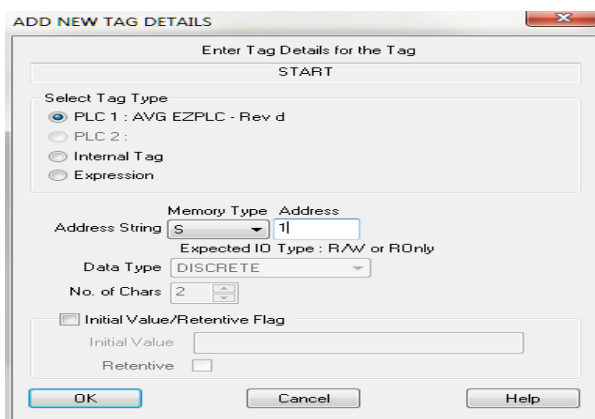 ADD NEW TAG DETAILS
Enter Tag Details for the Tag
START
Select Tag Type
PLC 1 : AVG EZPLC - Rev d
PLC 2 :
Internal Tag
Expression
Memory Type Address
Address String S 1
Expected IO Type : R/W or ROnly
Data Type DISCRETE
No. of Chars 2
Initial Value/Retentive Flag
Initial Value
Retentive
OK Cancel Help